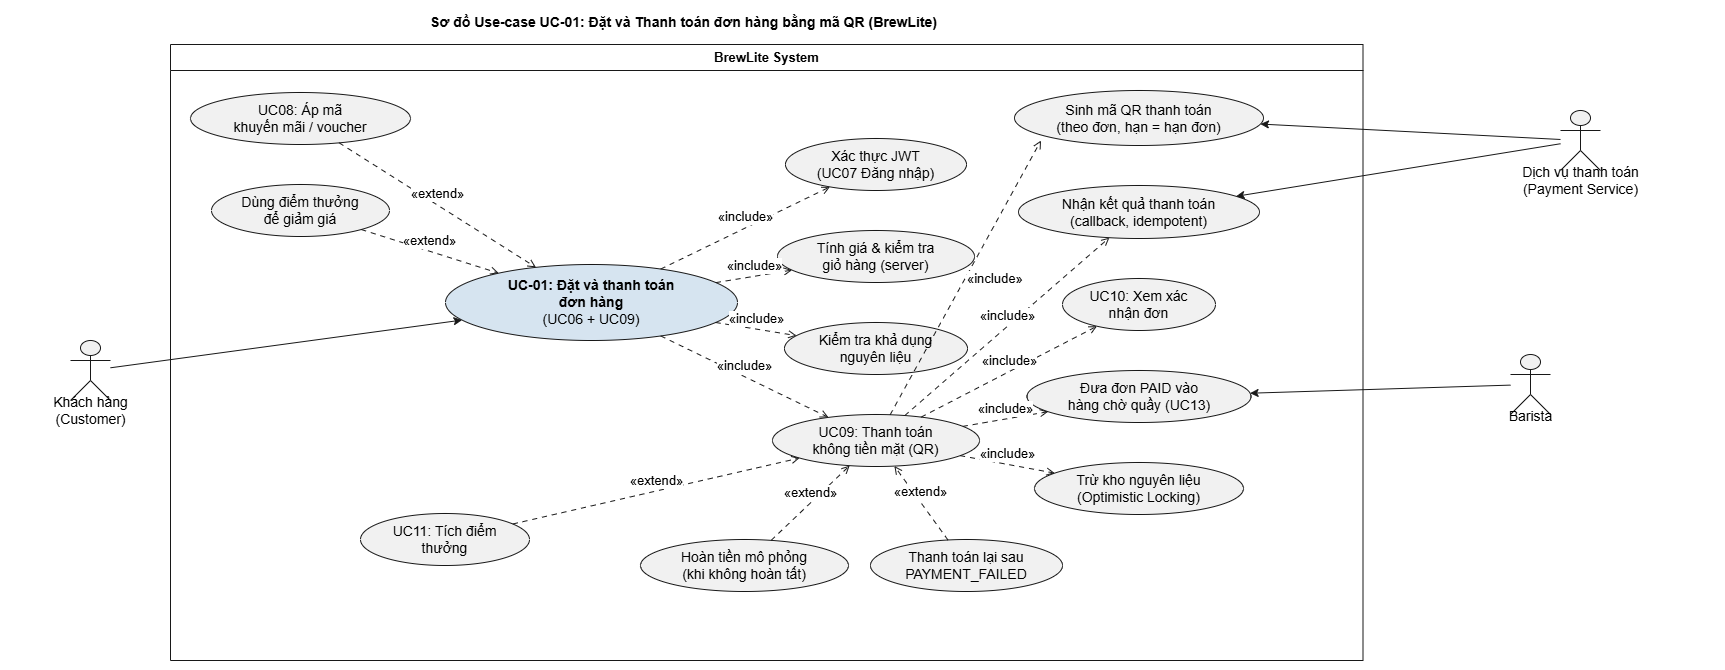 Sơ đồ Use-case UC-01: Đặt và Thanh toán đơn hàng bằng mã QR (BrewLite)
BrewLite System
UC08: Áp mã
khuyến mãi / voucher
Sinh mã QR thanh toán
(theo đơn, hạn = hạn đơn)
Xác thực JWT
(UC07 Đăng nhập)
Dịch vụ thanh toán
(Payment Service)
«extend»
Dùng điểm thưởng
để giảm giá
Nhận kết quả thanh toán
(callback, idempotent)
«include»
«extend»
Tính giá & kiểm tra
giỏ hàng (server)
«include»
«include»
UC-01: Đặt và thanh toán
đơn hàng
(UC06 + UC09)
UC10: Xem xác
nhận đơn
«include»
«include»
Kiểm tra khả dụng
nguyên liệu
«include»
«include»
Khách hàng
(Customer)
Đưa đơn PAID vào
hàng chờ quầy (UC13)
«include»
Barista
UC09: Thanh toán
không tiền mặt (QR)
«include»
«extend»
Trừ kho nguyên liệu
(Optimistic Locking)
«extend»
«extend»
UC11: Tích điểm
thưởng
Hoàn tiền mô phỏng
(khi không hoàn tất)
Thanh toán lại sau
PAYMENT_FAILED